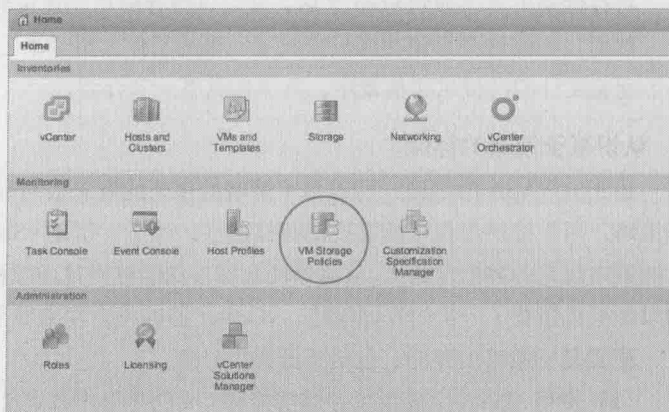 Home
Home
Inventories
vCenter
Hosts and
Clusters
VMs and
Templates
Storage
Networking
vCenter
Orchestrator
Monitoring
Task Console
Event Console
Host Profiles
VM Storage
Policies
Customization
Specification
Manager
Administration
Roles
Licensing
vCenter
Solutions
Manager